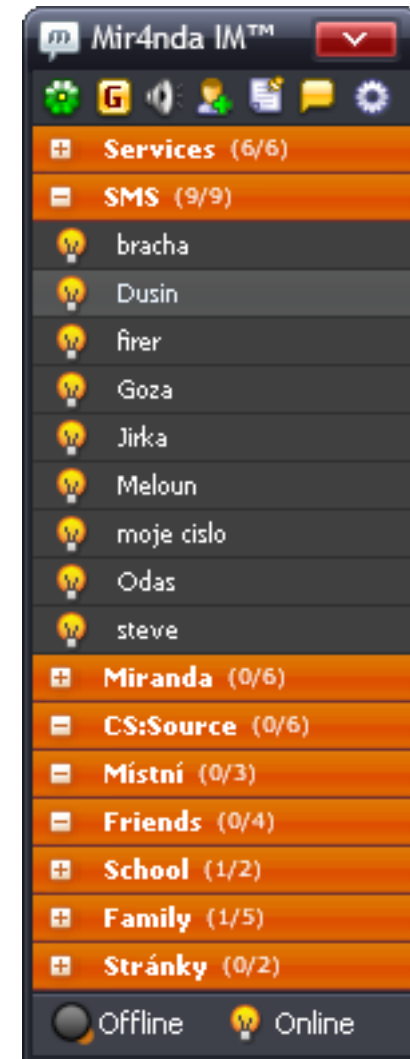 Mir4nda IM™
Services (6/6)
SMS (9/9)
bracha
Dusin
firer
Goza
Jirka
Meloun
moje cislo
Odas
steve
Miranda (0/6)
CS:Source (0/6)
Místní (0/3)
Friends (0/4)
School (1/2)
Family (1/5)
Stránky (0/2)
Offline Online